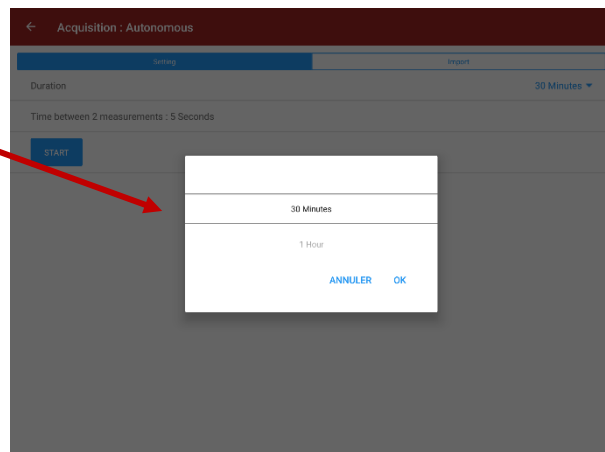 ← Acquisition : Autonomous
Setting
Import
Duration
30 Minutes
Time between 2 measurements : 5 Seconds
START
30 Minutes
1 Hour
ANNULER OK